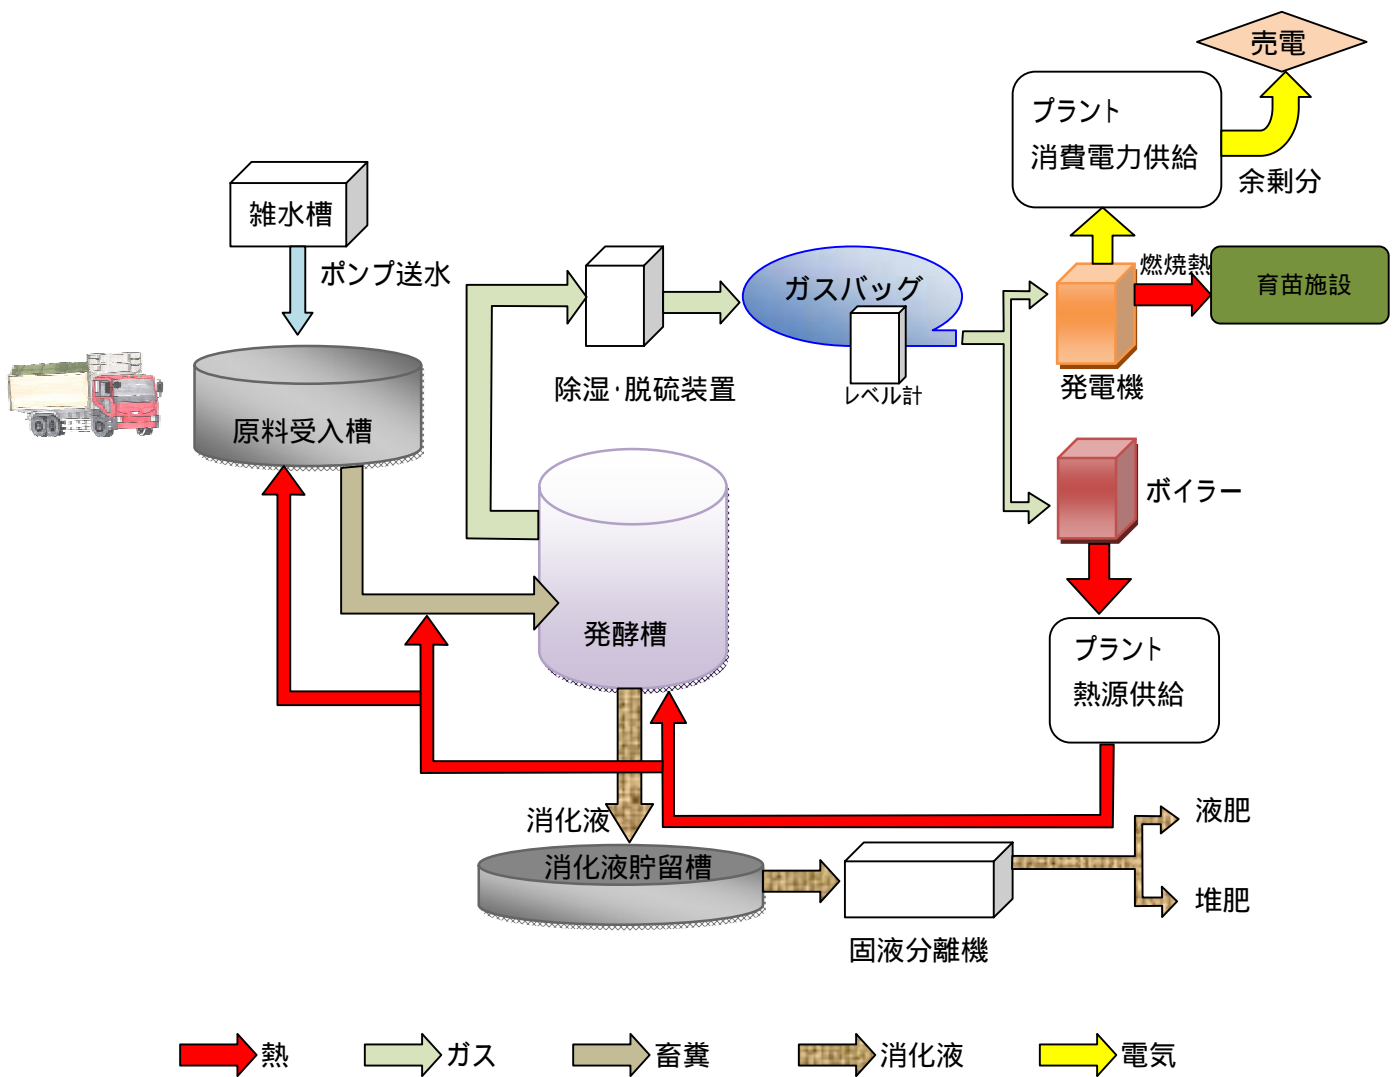 売電
プラント
消費電力供給
余剰分
雑水槽
ポンプ送水
燃焼熱
育苗施設
ガスバッグ
レベル計
除湿･脱硫装置
発電機
原料受入槽
ボイラー
発酵槽
プラント
熱源供給
消化液
消化液貯留槽
液肥
堆肥
固液分離機
熱
ガス
畜糞
消化液
電気